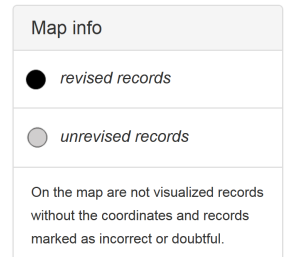 Map info
revised records
unrevised records
On the map are not visualized records
without the coordinates and records
marked as incorrect or doubtful.